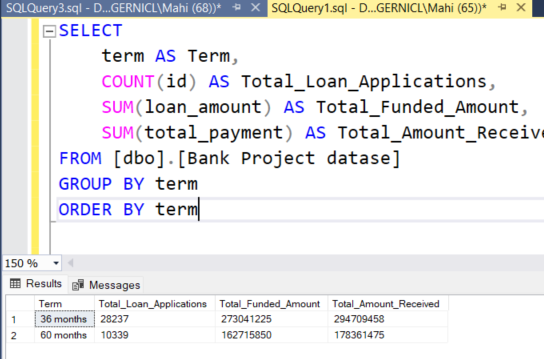 SQLQuery3.sql - D...GERNICL\Mahi (68))* SQLQuery1.sql - D...GERNICL\Mahi (65))*
SELECT
term AS Term,
COUNT(id) AS Total_Loan_Applications,
SUM(loan_amount) AS Total_Funded_Amount,
SUM(total_payment) AS Total_Amount_Receive
FROM [dbo].[Bank Project datase]
GROUP BY term
ORDER BY term
150 %
Results Messages
Term Total_Loan_Applications Total_Funded_Amount Total_Amount_Received
1 36 months 28237 273041225 294709458
2 60 months 10339 162715850 178361475